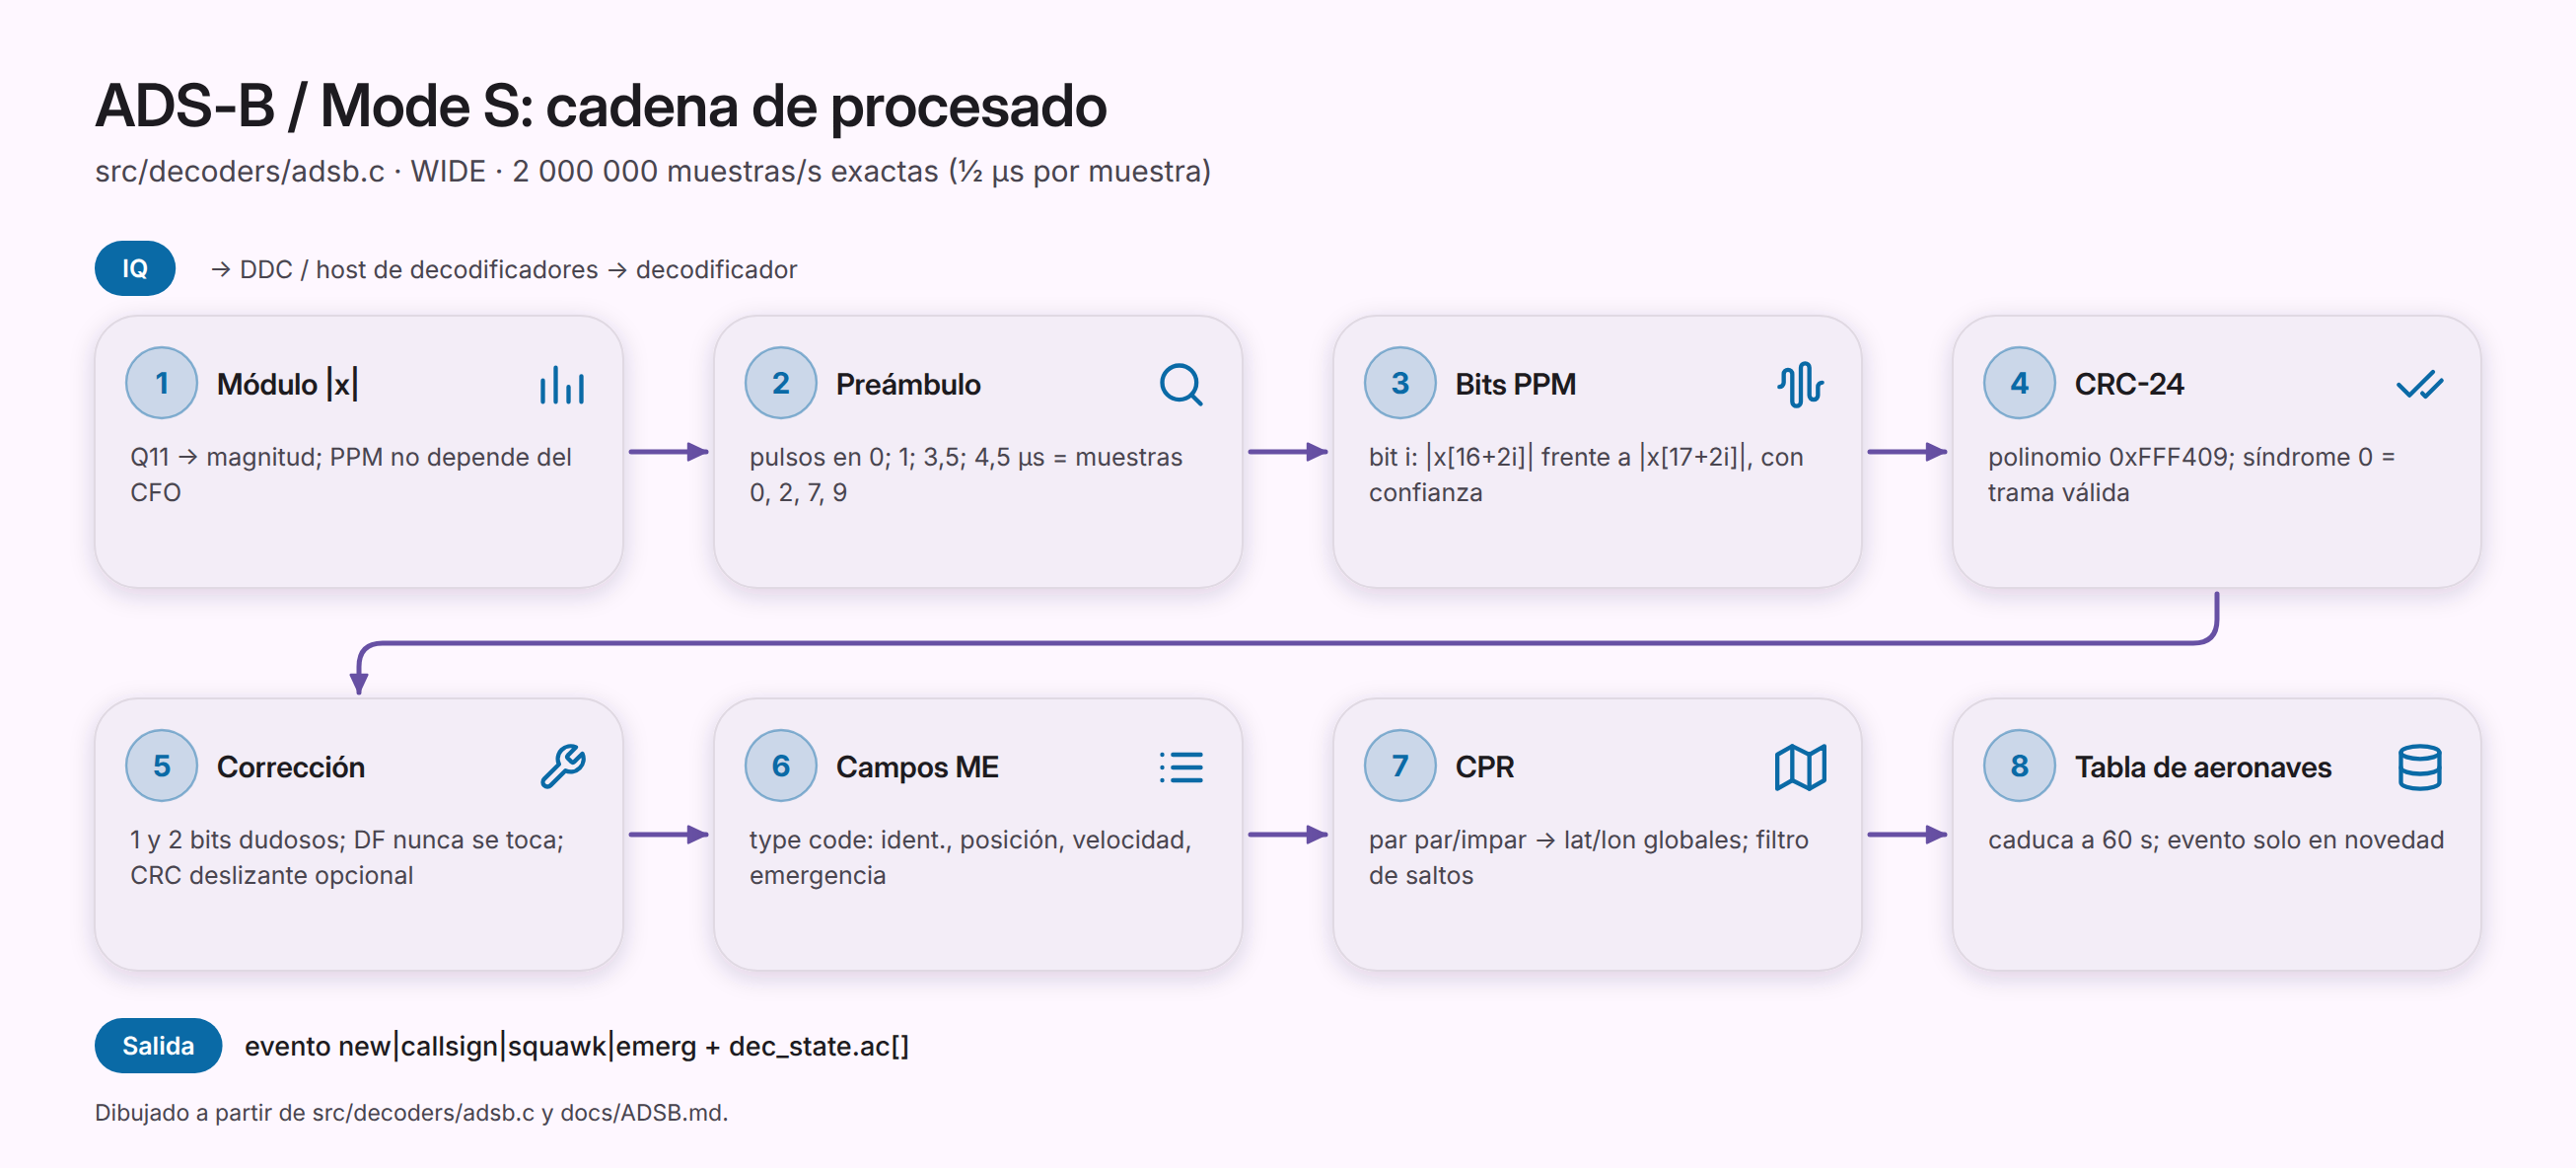 ADS-B / Mode S: cadena de procesado
src/decoders/adsb.c · WIDE · 2 000 000 muestras/s exactas (½ µs por muestra)
IQ → DDC / host de decodificadores → decodificador
1 Módulo |x|
Q11 → magnitud; PPM no depende del
CFO
2 Preámbulo
pulsos en 0; 1; 3,5; 4,5 µs = muestras
0, 2, 7, 9
3 Bits PPM
bit i: |x[16+2i]| frente a |x[17+2i]|, con
confianza
4 CRC-24
polinomio 0xFFF409; síndrome 0 =
trama válida
5 Corrección
1 y 2 bits dudosos; DF nunca se toca;
CRC deslizante opcional
6 Campos ME
type code: ident., posición, velocidad,
emergencia
7 CPR
par par/impar → lat/lon globales; filtro
de saltos
8 Tabla de aeronaves
caduca a 60 s; evento solo en novedad
Salida evento new|callsign|squawk|emerg + dec_state.ac[]
Dibujado a partir de src/decoders/adsb.c y docs/ADSB.md.